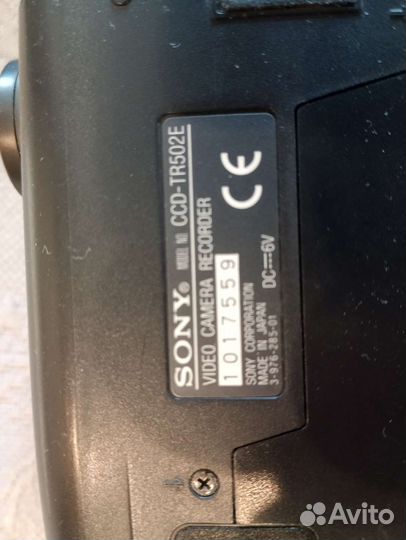 SONY® MODEL NO. CCD-TR502E
VIDEO CAMERA RECORDER
1017559
SONY CORPORATION
MADE IN JAPAN
3-976-285-01
DC⎓6V
CE
Avito